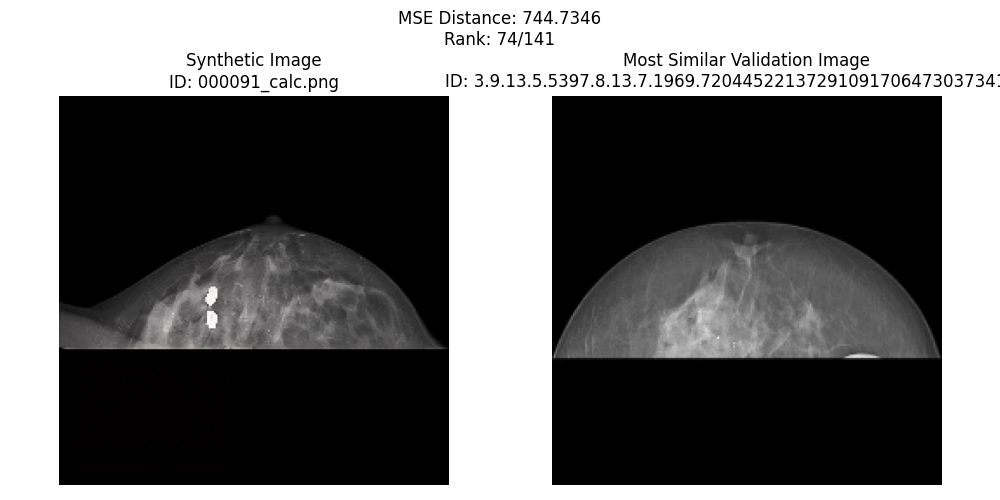 MSE Distance: 744.7346
Rank: 74/141
Synthetic Image
ID: 000091_calc.png
Most Similar Validation Image
ID: 3.9.13.5.5397.8.13.7.1969.72044522137291091706473037341